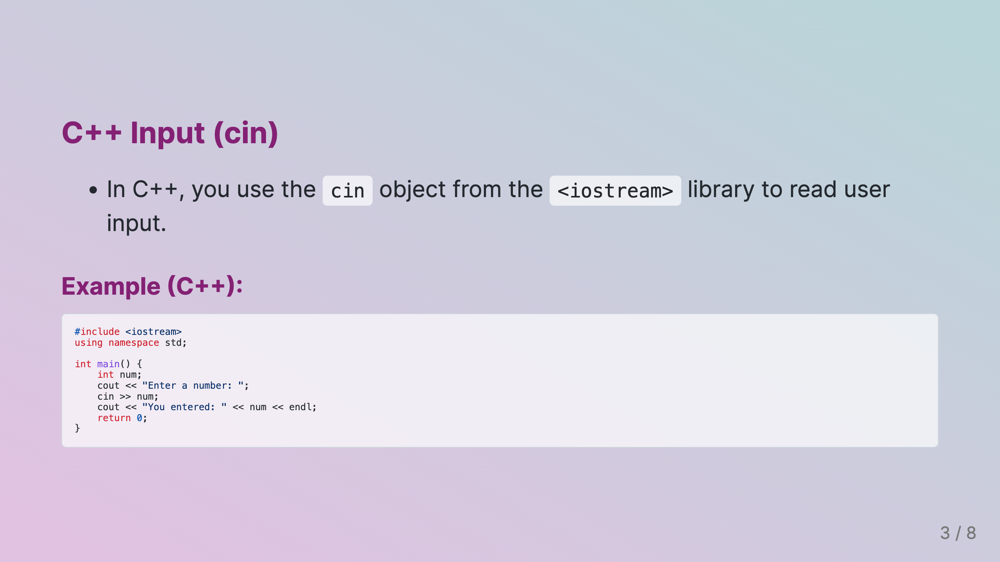 C++ Input (cin)
• In C++, you use the cin object from the <iostream> library to read user
input.
Example (C++):
#include <iostream>
using namespace std;

int main() {
    int num;
    cout << "Enter a number: ";
    cin >> num;
    cout << "You entered: " << num << endl;
    return 0;
}
3 / 8